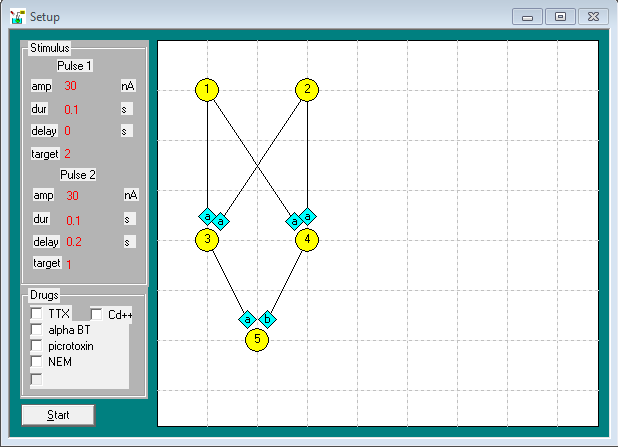 Setup
Stimulus
Pulse 1
amp 30 nA
dur 0.1 s
delay 0 s
target 2
Pulse 2
amp 30 nA
dur 0.1 s
delay 0.2 s
target 1
Drugs
TTX Cd++
alpha BT
picrotoxin
NEM
Start
1 2
a a a a
3 4
a b
5